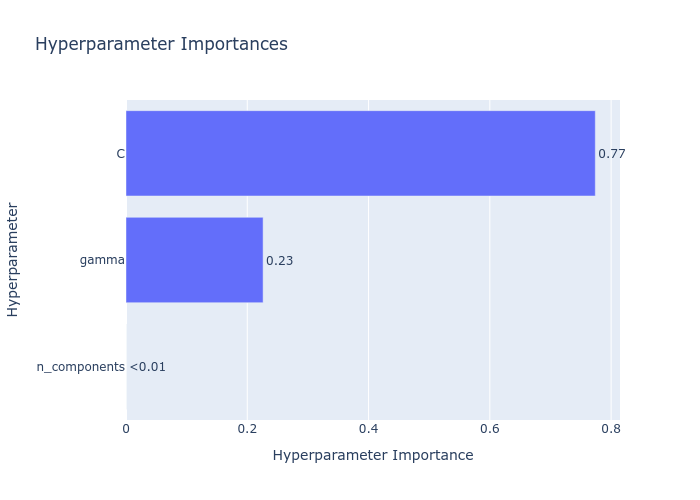 Hyperparameter Importances
Hyperparameter
C
0.77
gamma
0.23
n_components
<0.01
0
0.2
0.4
0.6
0.8
Hyperparameter Importance